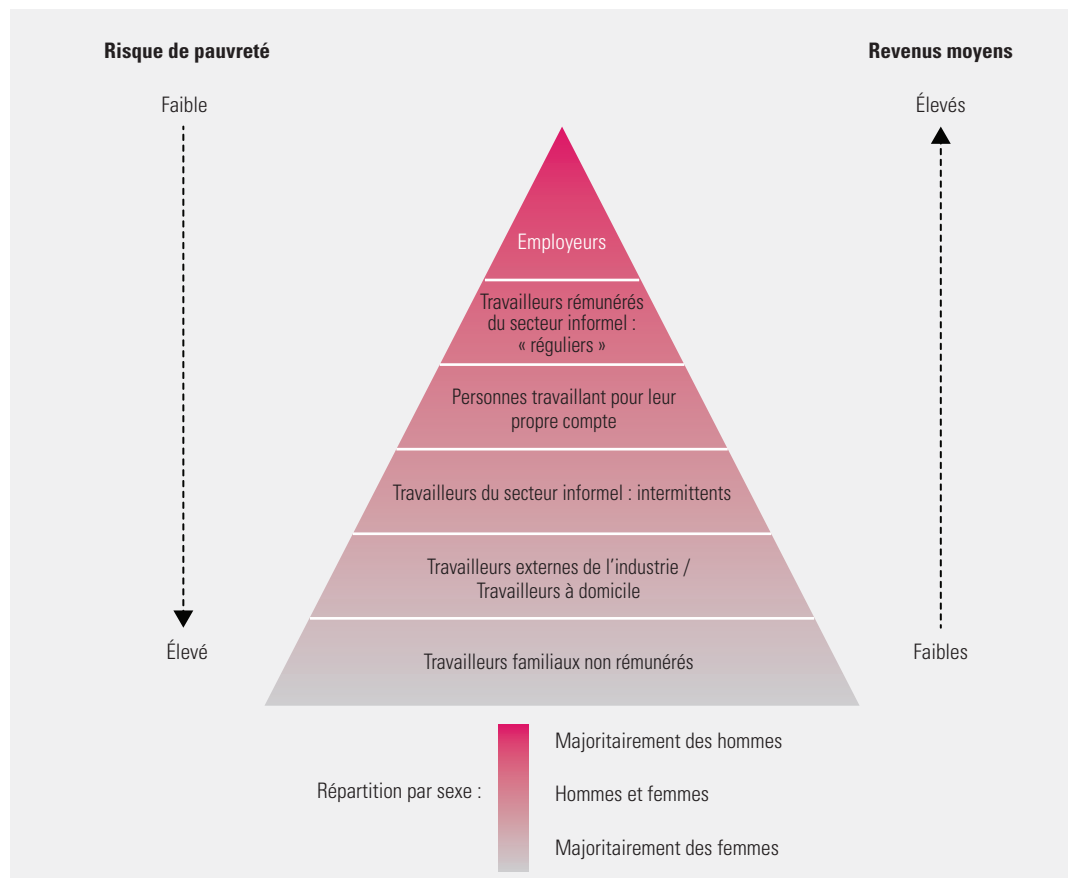 Risque de pauvreté
Revenus moyens
Faible
Élevés
Employeurs
Travailleurs rémunérés
du secteur informel :
« réguliers »
Personnes travaillant pour leur
propre compte
Travailleurs du secteur informel : intermittents
Travailleurs externes de l’industrie /
Travailleurs à domicile
Élevé
Faibles
Travailleurs familiaux non rémunérés
Répartition par sexe :
Majoritairement des hommes
Hommes et femmes
Majoritairement des femmes